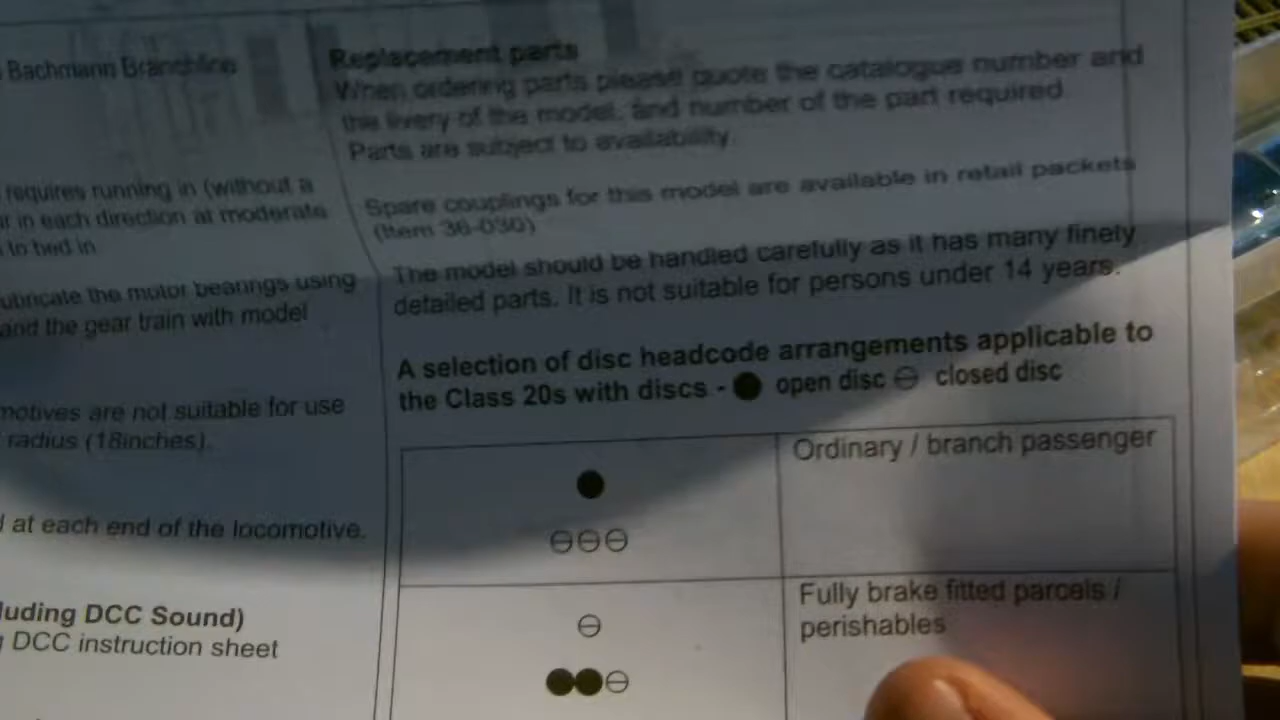 Bachmann Branchline
requires running in (without a
in each direction at moderate
to bed in
lubricate the motor bearings using
and the gear train with model
motives are not suitable for use
radius (18inches).
at each end of the locomotive.
luding DCC Sound)
DCC instruction sheet
Replacement parts
When ordering parts please quote the catalogue number and
the livery of the model, and number of the part required
Parts are subject to availability.
Spare couplings for this model are available in retail packets
(Item 36-030)
The model should be handled carefully as it has many finely
detailed parts. It is not suitable for persons under 14 years.
A selection of disc headcode arrangements applicable to
the Class 20s with discs - ● open disc ⊖ closed disc
●
⊖⊖⊖
Ordinary / branch passenger
⊖
●●⊖
Fully brake fitted parcels /
perishables